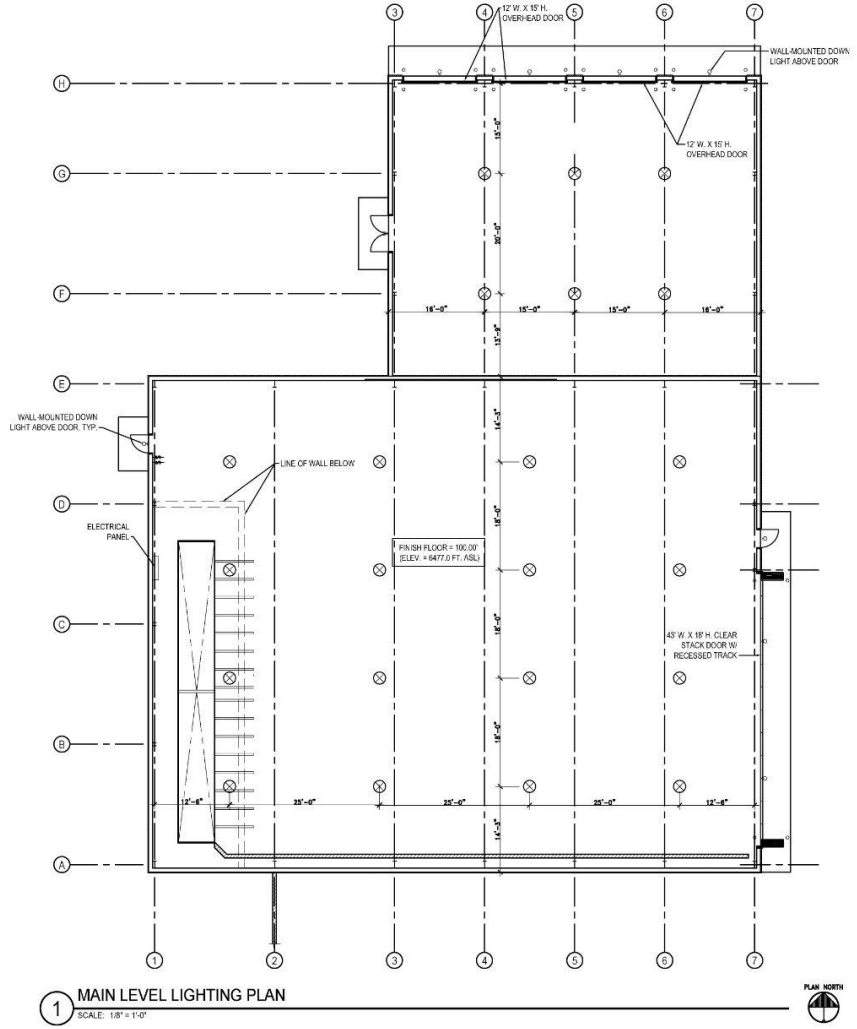 3
4
5
6
7
12' W. X 15' H.
OVERHEAD DOOR
WALL-MOUNTED DOWN
LIGHT ABOVE DOOR
H
12' W. X 15' H.
OVERHEAD DOOR
15'-0"
G
20'-0"
F
16'-0"
15'-0"
15'-0"
16'-0"
13'-9"
E
14'-3"
WALL-MOUNTED DOWN
LIGHT ABOVE DOOR, TYP.
LINE OF WALL BELOW
D
18'-0"
ELECTRICAL
PANEL
FINISH FLOOR = 100.00'
(ELEV. = 6477.0 FT. ASL)
C
18'-0"
43' W. X 18' H. CLEAR
STACK DOOR W/
RECESSED TRACK
B
18'-0"
12'-6"
25'-0"
25'-0"
25'-0"
12'-6"
14'-3"
A
1
2
3
4
5
6
7
1
MAIN LEVEL LIGHTING PLAN
SCALE: 1/8" = 1'-0"
PLAN NORTH